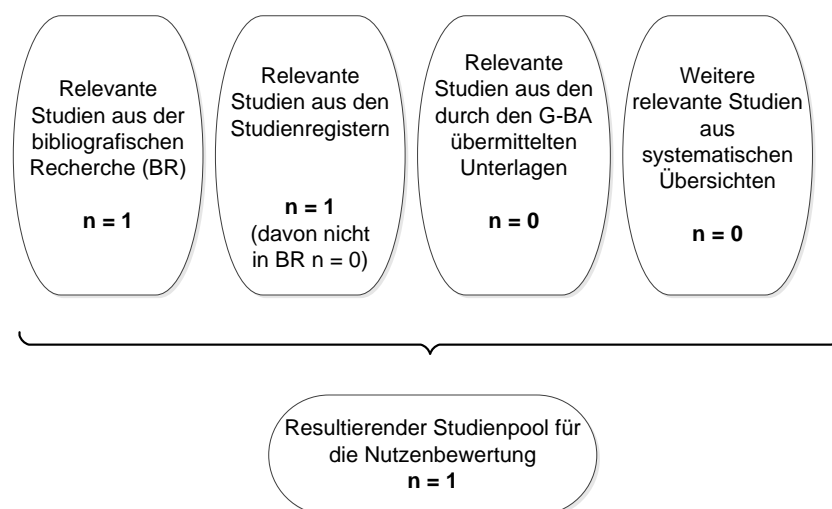 Relevante
Studien aus der
bibliografischen
Recherche (BR)
n = 1
Relevante
Studien aus den
Studienregistern
n = 1
(davon nicht
in BR n = 0)
Relevante
Studien aus den
durch den G-BA
übermittelten
Unterlagen
n = 0
Weitere
relevante Studien
aus
systematischen
Übersichten
n = 0
Resultierender Studienpool für
die Nutzenbewertung
n = 1